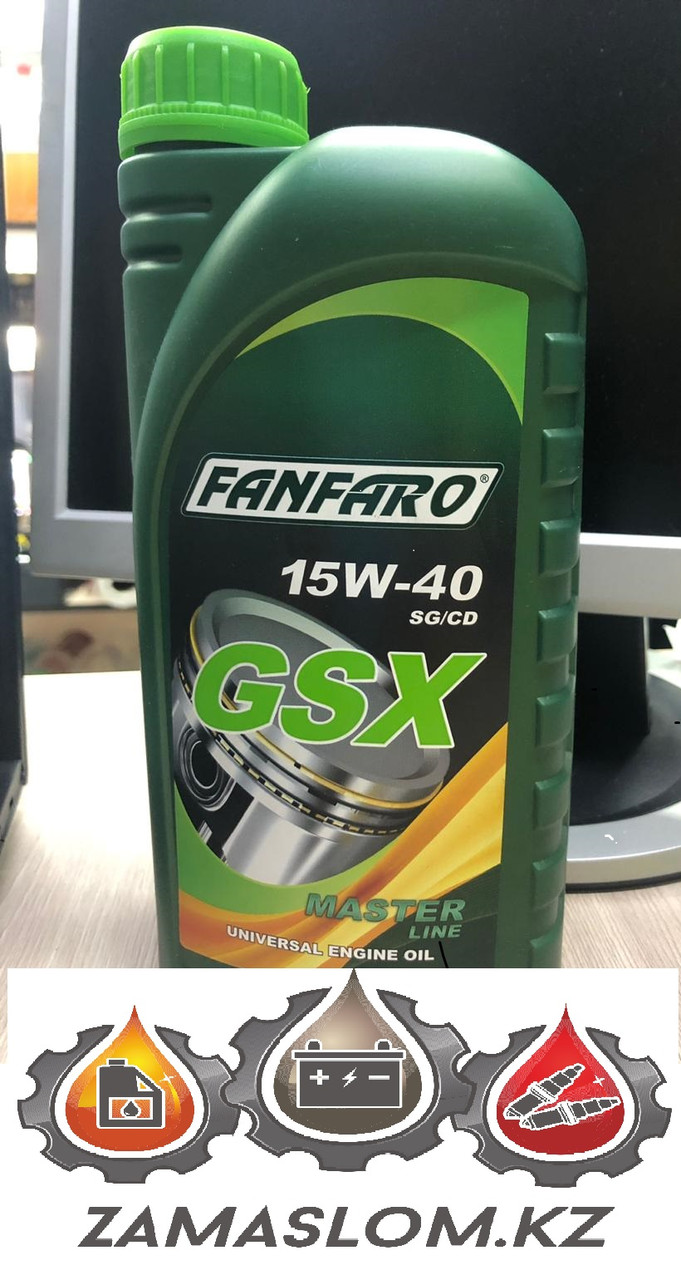 FANFARO®
15W-40
SG/CD
GSX
MASTER
LINE
UNIVERSAL ENGINE OIL
ZAMASLOM.KZ